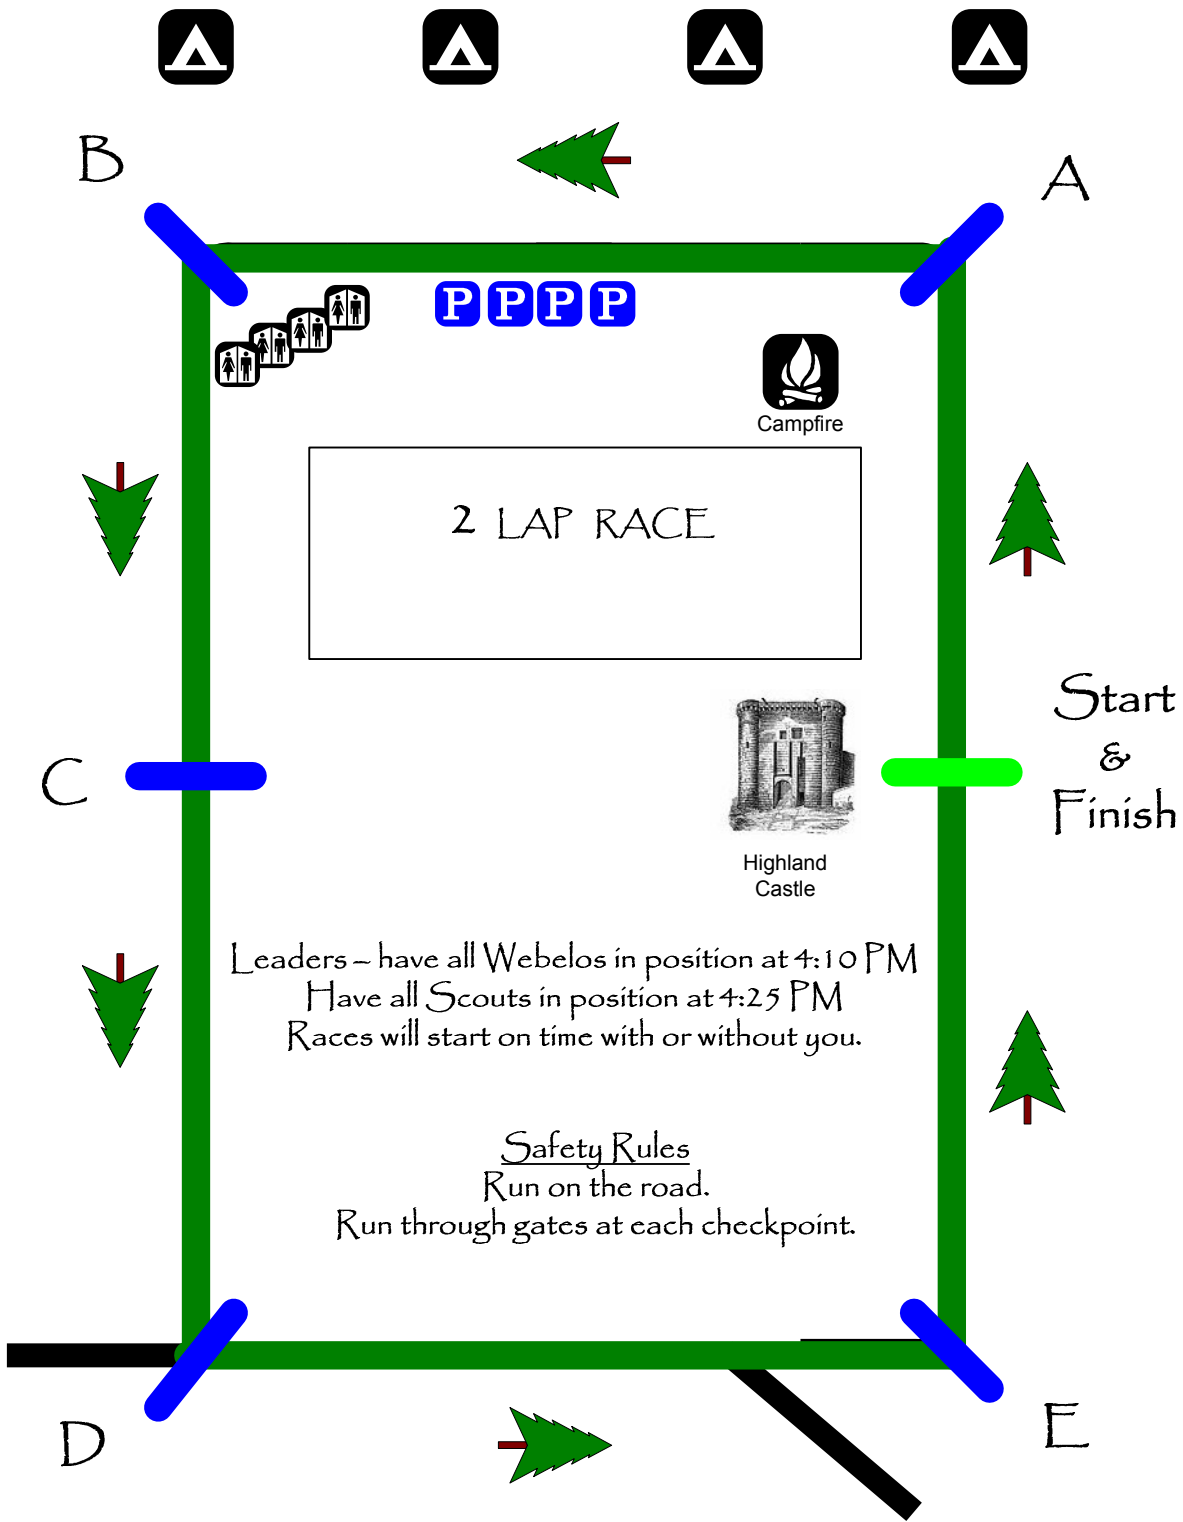 B
A
P P P P
Campfire
2 LAP RACE
Start
&
Finish
C
Highland
Castle
Leaders – have all Webelos in position at 4:10 PM
Have all Scouts in position at 4:25 PM
Races will start on time with or without you.
Safety Rules
Run on the road.
Run through gates at each checkpoint.
D
E